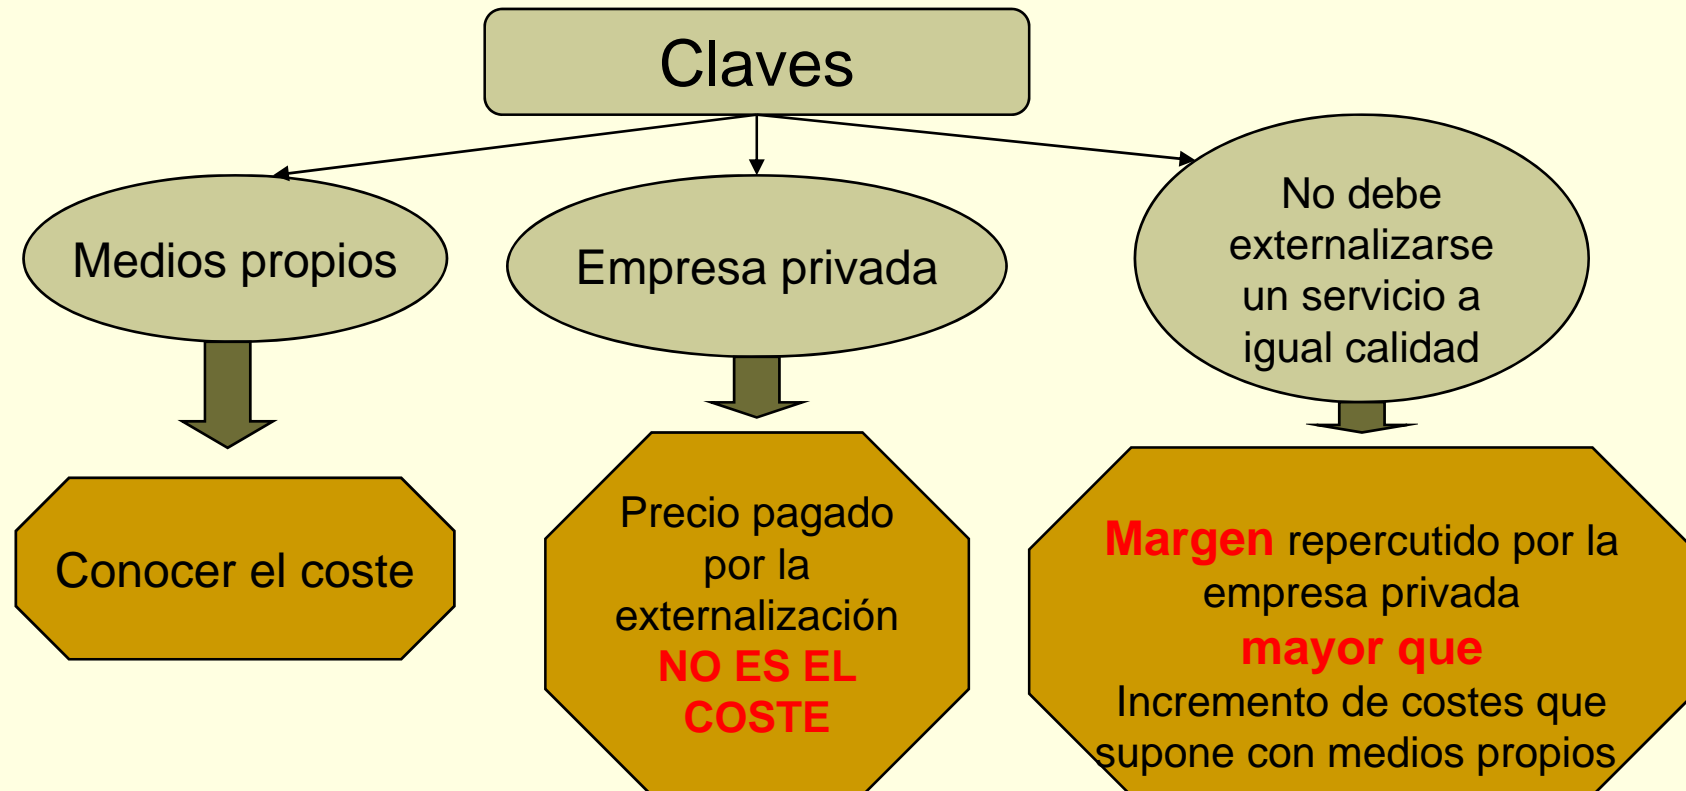 Claves
Medios propios
Empresa privada
No debe
externalizarse
un servicio a
igual calidad
Conocer el coste
Precio pagado
por la
externalización
NO ES EL
COSTE
Margen repercutido por la
empresa privada
mayor que
Incremento de costes que
supone con medios propios